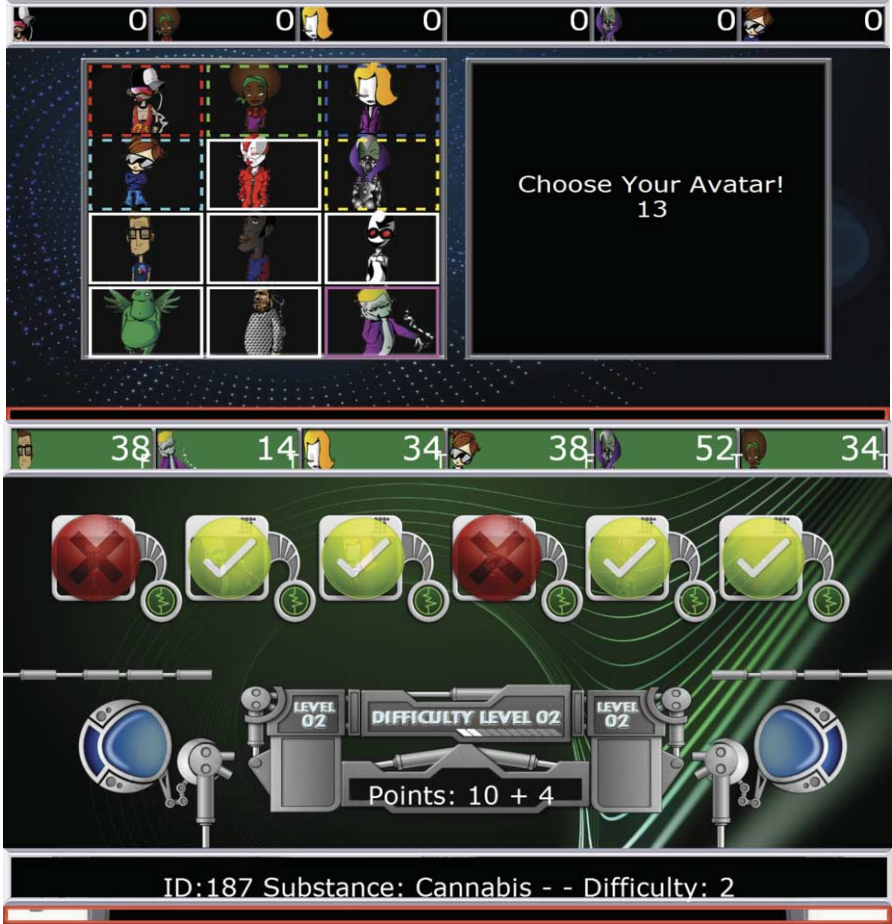 0 0 0 0 0 0
Choose Your Avatar!
13
38 14 34 38 52 34
LEVEL 02 DIFFICULTY LEVEL 02 LEVEL 02
Points: 10 + 4
ID:187 Substance: Cannabis - - Difficulty: 2